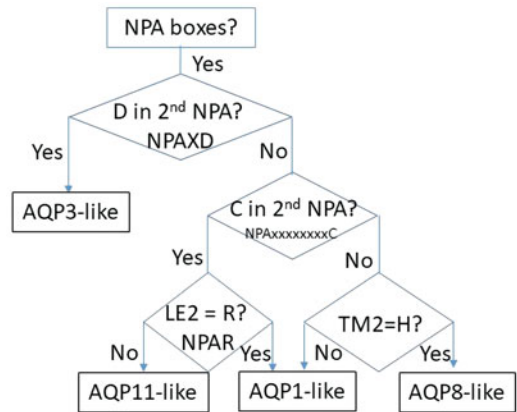 NPA boxes?
Yes
D in 2nd NPA?
NPAXD
Yes
No
AQP3-like
C in 2nd NPA?
NPAxxxxxxxxC
Yes
No
LE2 = R?
NPAR
TM2=H?
No
Yes
No
Yes
AQP11-like
AQP1-like
AQP8-like